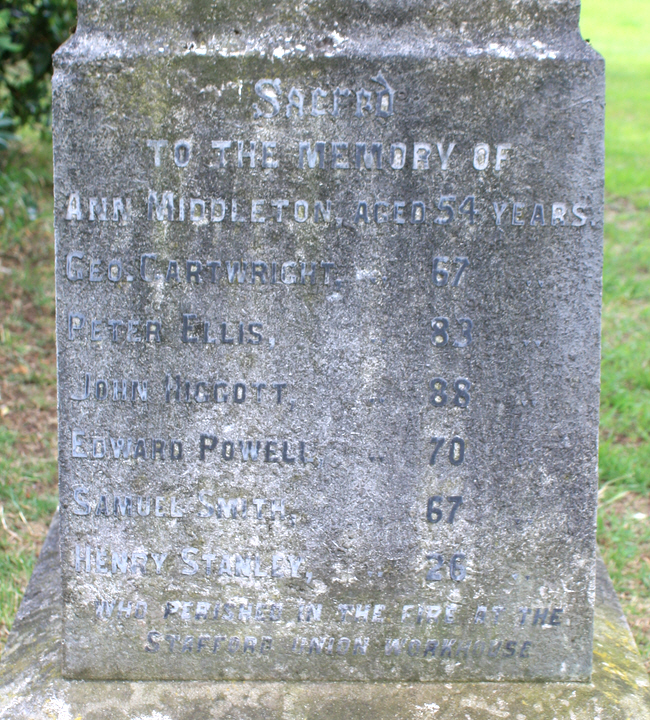 Sacred
TO THE MEMORY OF
ANN MIDDLETON, AGED 54 YEARS.
GEO. CARTWRIGHT, „ 67 „
PETER ELLIS, 83 „
JOHN HIGGOTT, „ 88
EDWARD POWELL, „ 70
SAMUEL SMITH, 67
HENRY STANLEY, „ 26 „
WHO PERISHED IN THE FIRE AT THE
STAFFORD UNION WORKHOUSE